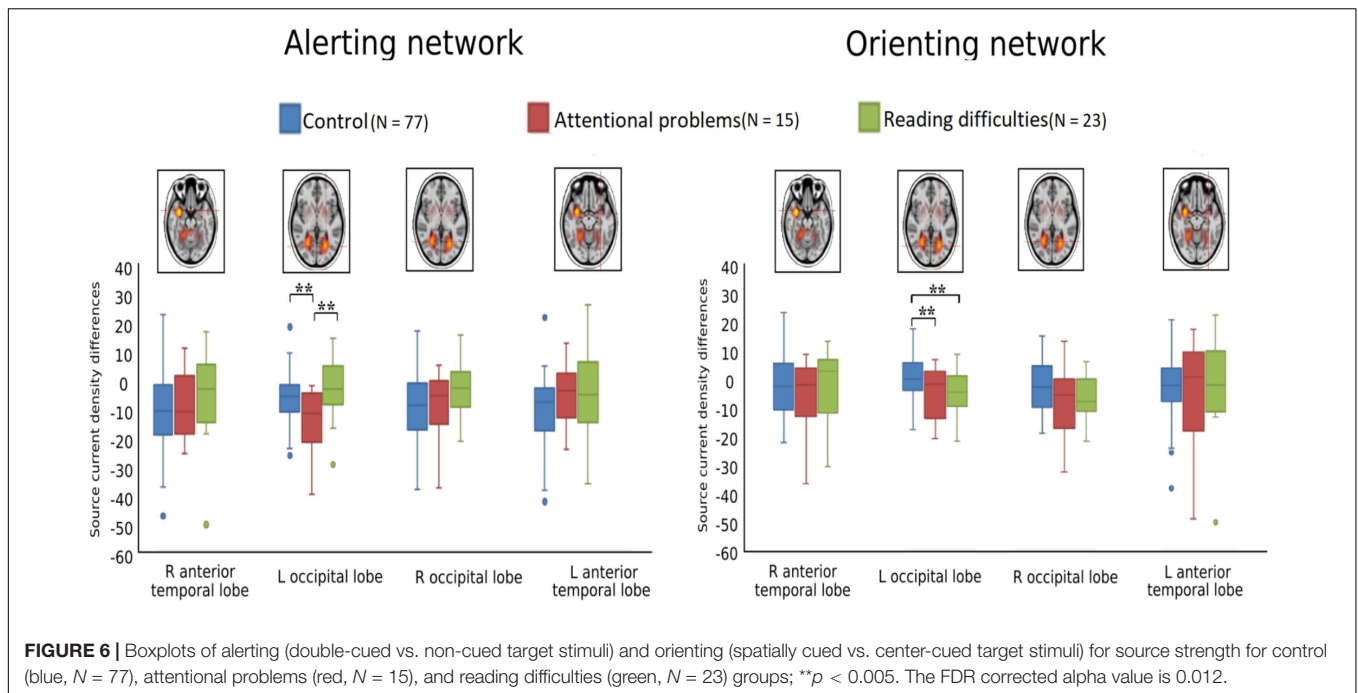 Alerting network
Orienting network
Control (N = 77)
Attentional problems(N = 15)
Reading difficulties(N = 23)
Source current density differences
40
30
20
10
0
-10
-20
-30
-40
-50
-60
**
**
R anterior temporal lobe
L occipital lobe
R occipital lobe
L anterior temporal lobe
Source current density differences
40
30
20
10
0
-10
-20
-30
-40
-50
-60
**
**
R anterior temporal lobe
L occipital lobe
R occipital lobe
L anterior temporal lobe
FIGURE 6 | Boxplots of alerting (double-cued vs. non-cued target stimuli) and orienting (spatially cued vs. center-cued target stimuli) for source strength for control
(blue, N = 77), attentional problems (red, N = 15), and reading difficulties (green, N = 23) groups; **p < 0.005. The FDR corrected alpha value is 0.012.